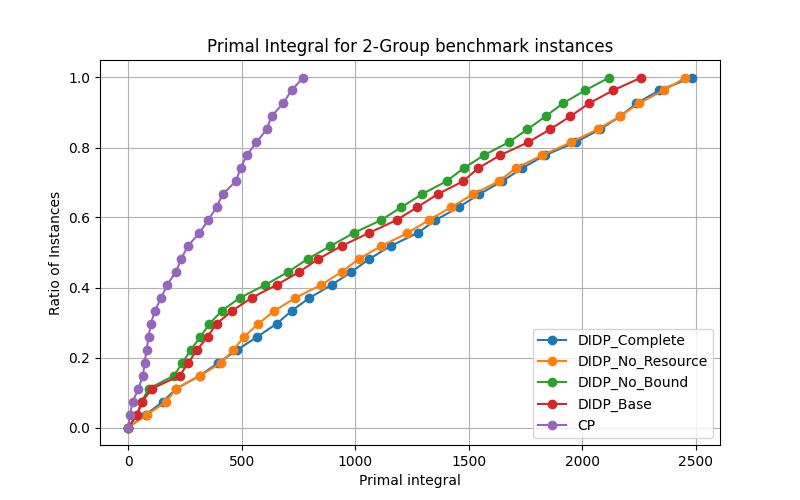 Primal Integral for 2-Group benchmark instances
1.0
0.8
0.6
0.4
0.2
0.0
Ratio of Instances
DIDP_Complete
DIDP_No_Resource
DIDP_No_Bound
DIDP_Base
CP
0 500 1000 1500 2000 2500
Primal integral